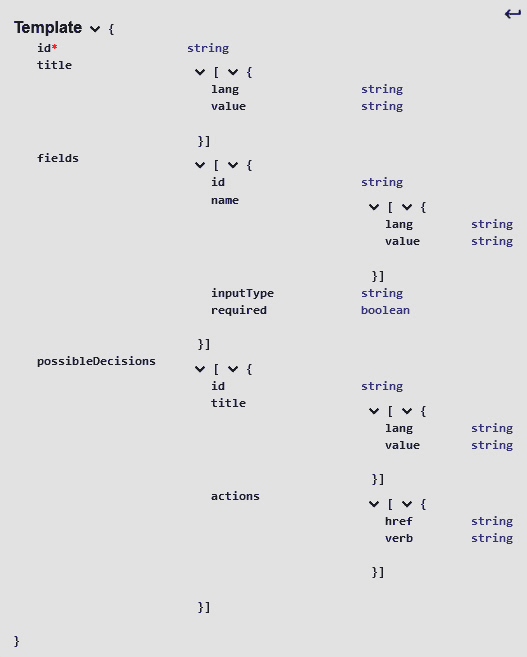 Template {
id* string
title
[ {
lang string
value string
}]
fields
[ {
id string
name
[ {
lang string
value string
}]
inputType string
required boolean
}]
possibleDecisions
[ {
id string
title
[ {
lang string
value string
}]
actions
[ {
href string
verb string
}]
}]
}